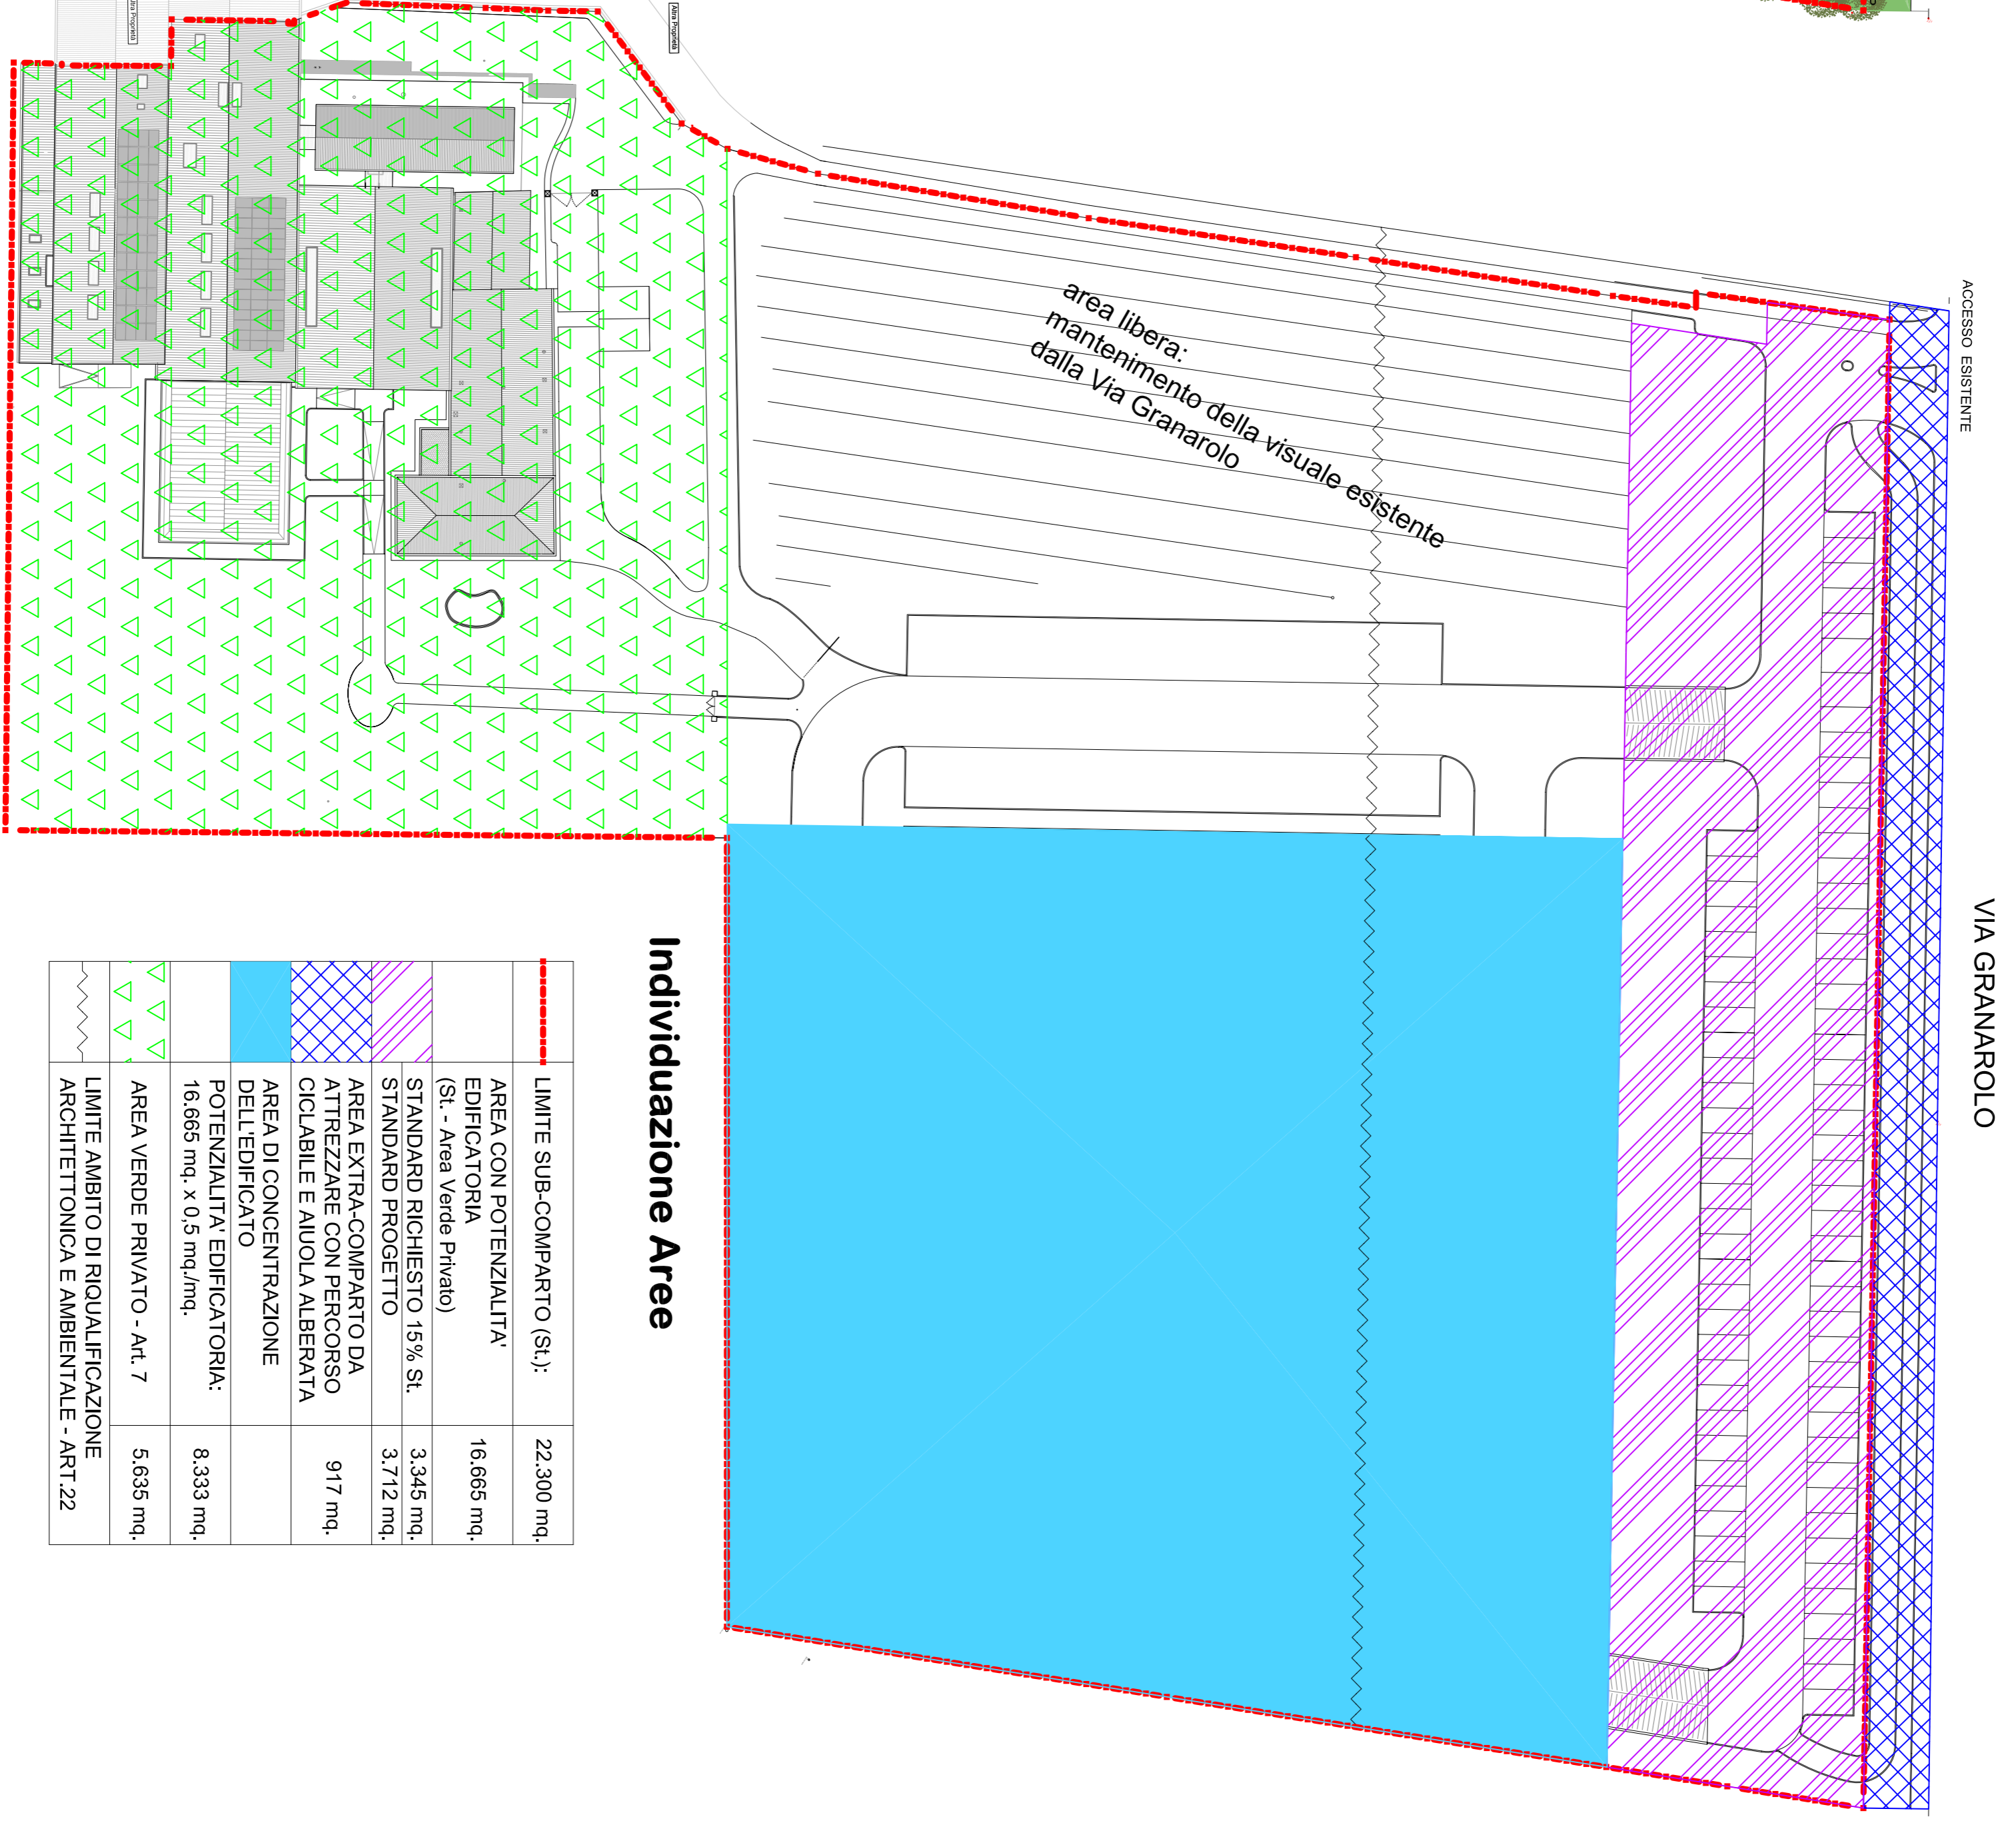 VIA GRANAROLO
ACCESSO ESISTENTE
Altra Proprietà
Altra Proprietà
area libera:
mantenimento della visuale esistente
dalla Via Granarolo
Individuazione Aree
LIMITE SUB-COMPARTO (St.): 22.300 mq.
AREA CON POTENZIALITA'
EDIFICATORIA
(St. - Area Verde Privato) 16.665 mq.
STANDARD RICHIESTO 15% St. 3.345 mq.
STANDARD PROGETTO 3.712 mq.
AREA EXTRA-COMPARTO DA
ATTREZZARE CON PERCORSO
CICLABILE E AIUOLA ALBERATA 917 mq.
AREA DI CONCENTRAZIONE
DELL'EDIFICATO
POTENZIALITA' EDIFICATORIA:
16.665 mq. x 0,5 mq./mq. 8.333 mq.
AREA VERDE PRIVATO - Art. 7 5.635 mq.
LIMITE AMBITO DI RIQUALIFICAZIONE
ARCHITETTONICA E AMBIENTALE - ART.22